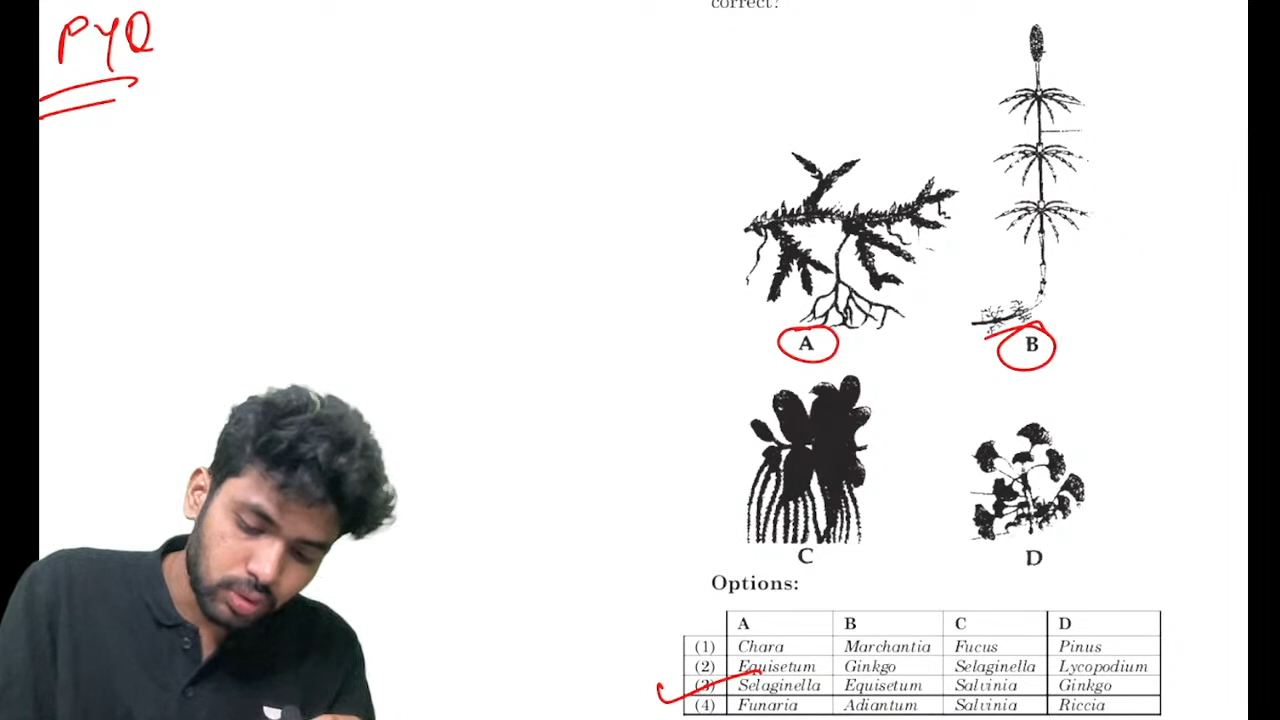 correct?
PYQ
A
B
C
D
Options:
A B C D
(1) Chara Marchantia Fucus Pinus
(2) Equisetum Ginkgo Selaginella Lycopodium
(3) Selaginella Equisetum Salvinia Ginkgo
(4) Funaria Adiantum Salvinia Riccia